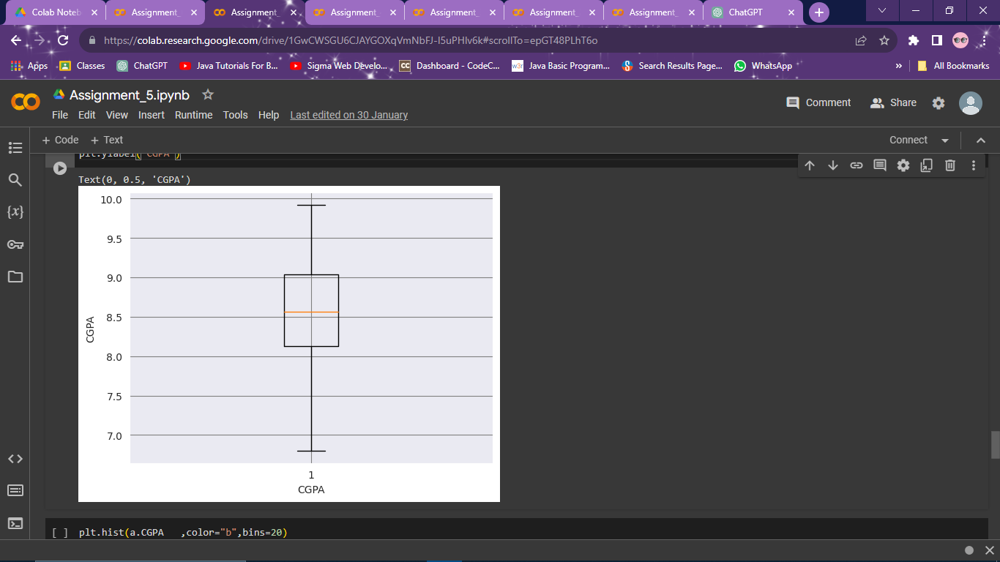 Colab Noteb
Assignment_
Assignment_
Assignment_
Assignment_
Assignment_
Assignment_
ChatGPT
https://colab.research.google.com/drive/1GwCWSGU6CJAYGOXqVmNbFJ-I5uPHlv6k#scrollTo=epGT48PLhT6o
Apps
Classes
ChatGPT
Java Tutorials For B...
Sigma Web Develo...
CC
Dashboard - CodeC...
w3r
Java Basic Program...
Search Results Page...
WhatsApp
»
All Bookmarks
Assignment_5.ipynb
File Edit View Insert Runtime Tools Help Last edited on 30 January
Comment
Share
+ Code + Text
Connect
{x}
plt.ylabel('CGPA')
Text(0, 0.5, 'CGPA')
10.0
9.5
9.0
8.5
8.0
7.5
7.0
CGPA
1
CGPA
[ ] plt.hist(a.CGPA   ,color="b",bins=20)